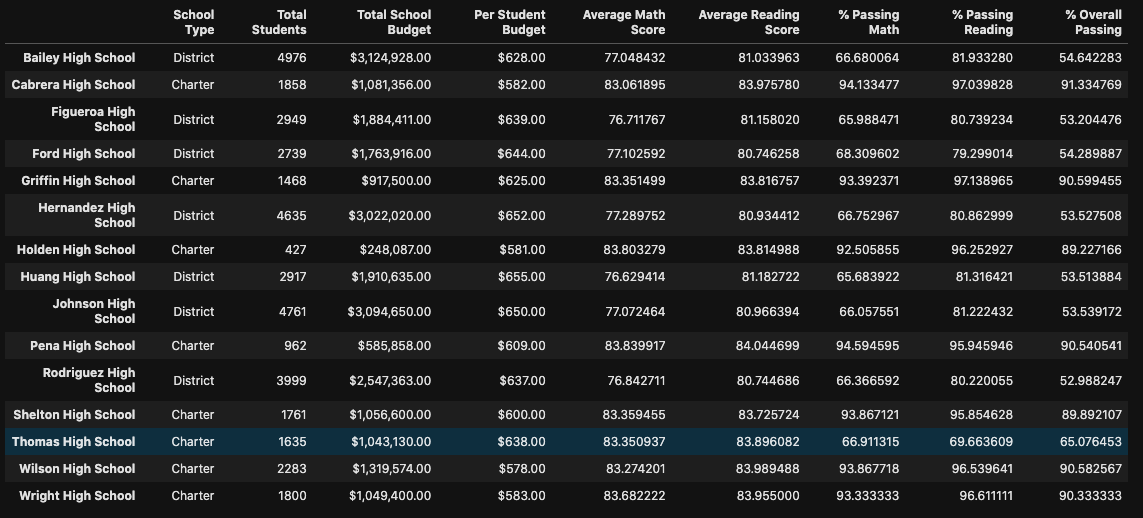 School Type Total Students Total School Budget Per Student Budget Average Math Score Average Reading Score % Passing Math % Passing Reading % Overall Passing
Bailey High School District 4976 $3,124,928.00 $628.00 77.048432 81.033963 66.680064 81.933280 54.642283
Cabrera High School Charter 1858 $1,081,356.00 $582.00 83.061895 83.975780 94.133477 97.039828 91.334769
Figueroa High School District 2949 $1,884,411.00 $639.00 76.711767 81.158020 65.988471 80.739234 53.204476
Ford High School District 2739 $1,763,916.00 $644.00 77.102592 80.746258 68.309602 79.299014 54.289887
Griffin High School Charter 1468 $917,500.00 $625.00 83.351499 83.816757 93.392371 97.138965 90.599455
Hernandez High School District 4635 $3,022,020.00 $652.00 77.289752 80.934412 66.752967 80.862999 53.527508
Holden High School Charter 427 $248,087.00 $581.00 83.803279 83.814988 92.505855 96.252927 89.227166
Huang High School District 2917 $1,910,635.00 $655.00 76.629414 81.182722 65.683922 81.316421 53.513884
Johnson High School District 4761 $3,094,650.00 $650.00 77.072464 80.966394 66.057551 81.222432 53.539172
Pena High School Charter 962 $585,858.00 $609.00 83.839917 84.044699 94.594595 95.945946 90.540541
Rodriguez High School District 3999 $2,547,363.00 $637.00 76.842711 80.744686 66.366592 80.220055 52.988247
Shelton High School Charter 1761 $1,056,600.00 $600.00 83.359455 83.725724 93.867121 95.854628 89.892107
Thomas High School Charter 1635 $1,043,130.00 $638.00 83.350937 83.896082 66.911315 69.663609 65.076453
Wilson High School Charter 2283 $1,319,574.00 $578.00 83.274201 83.989488 93.867718 96.539641 90.582567
Wright High School Charter 1800 $1,049,400.00 $583.00 83.682222 83.955000 93.333333 96.611111 90.333333